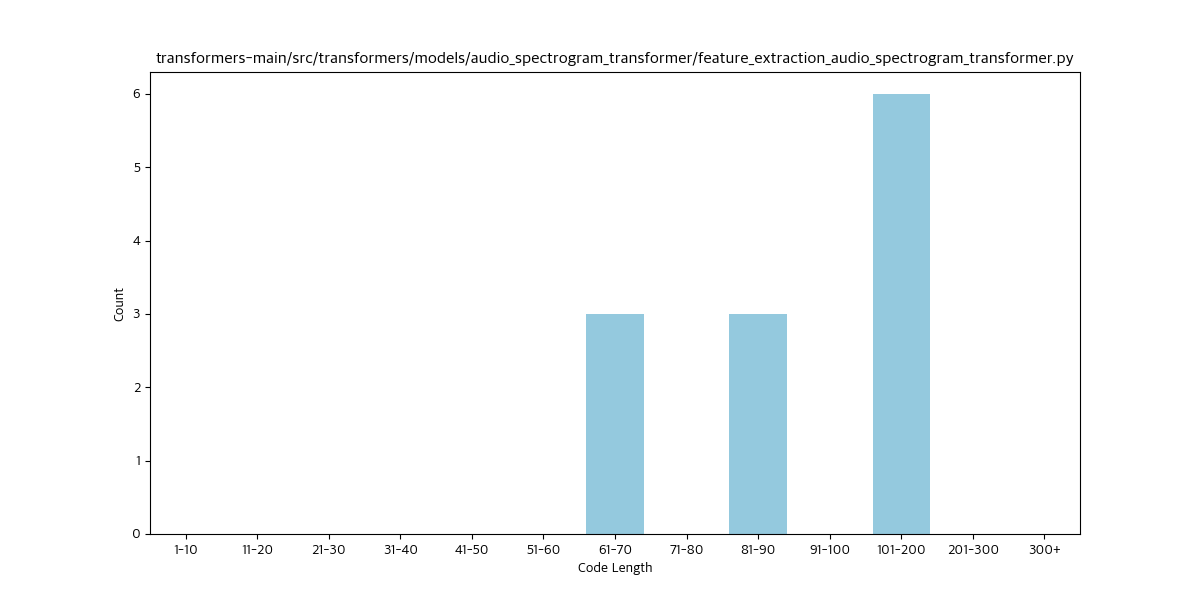 transformers-main/src/transformers/models/audio_spectrogram_transformer/feature_extraction_audio_spectrogram_transformer.py
6
5
4
3
2
1
0
Count
1-10 11-20 21-30 31-40 41-50 51-60 61-70 71-80 81-90 91-100 101-200 201-300 300+
Code Length